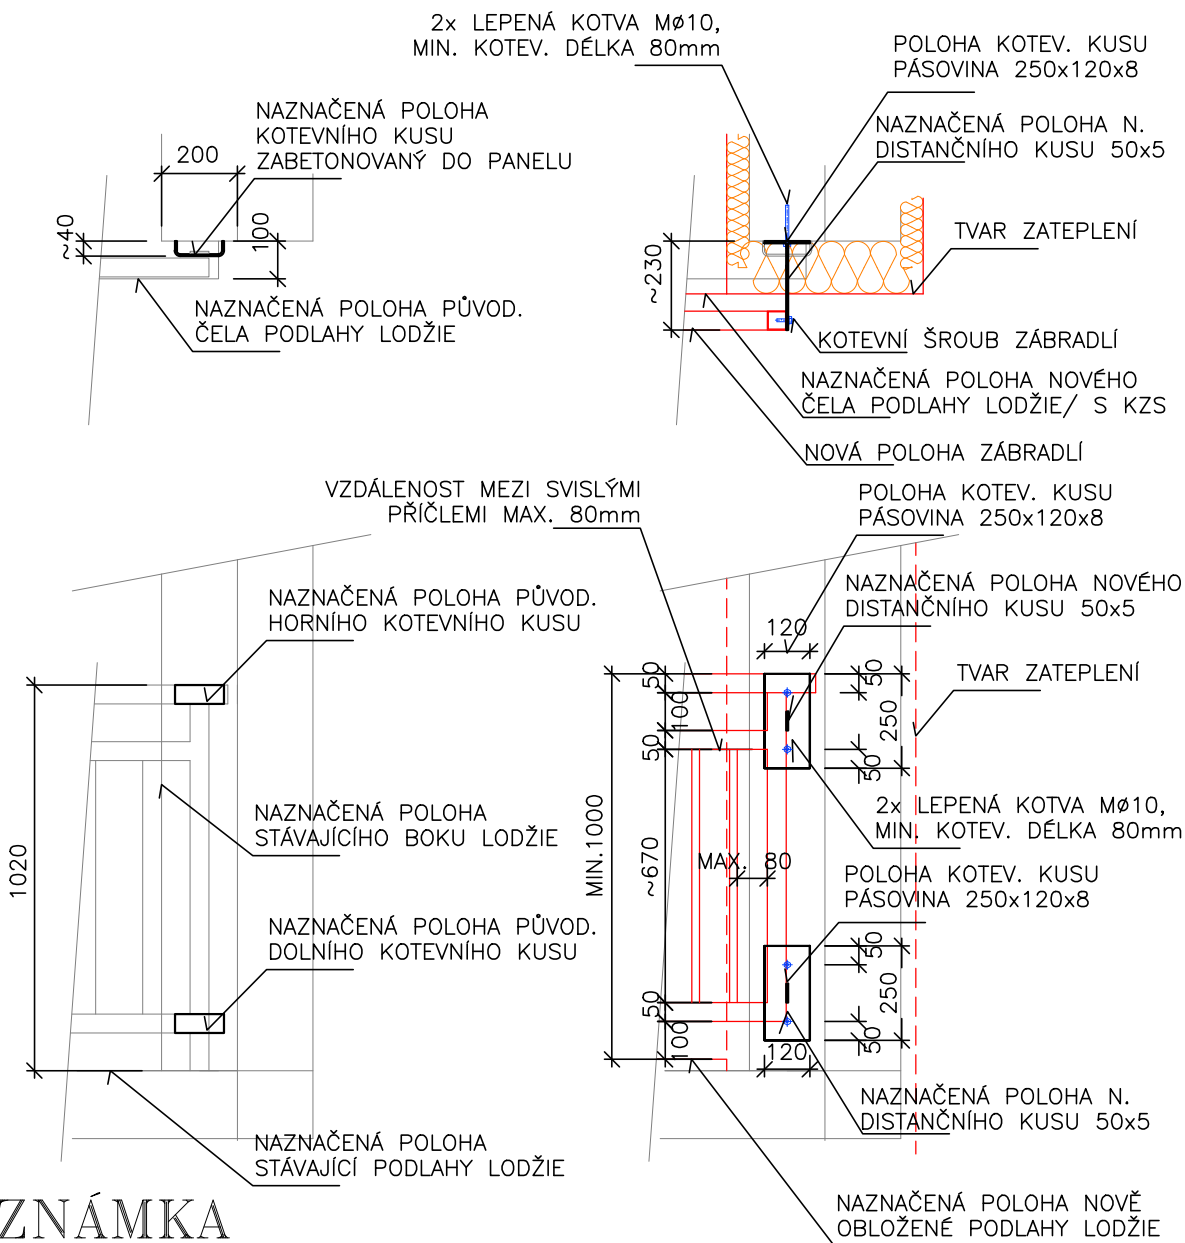 2x LEPENÁ KOTVA MØ10,
MIN. KOTEV. DÉLKA 80mm
POLOHA KOTEV. KUSU
PÁSOVINA 250x120x8
NAZNAČENÁ POLOHA
KOTEVNÍHO KUSU
ZABETONOVANÝ DO PANELU
NAZNAČENÁ POLOHA N.
DISTANČNÍHO KUSU 50x5
200
~40
100
TVAR ZATEPLENÍ
~230
NAZNAČENÁ POLOHA PŮVOD.
ČELA PODLAHY LODŽIE
KOTEVNÍ ŠROUB ZÁBRADLÍ
NAZNAČENÁ POLOHA NOVÉHO
ČELA PODLAHY LODŽIE/ S KZS
NOVÁ POLOHA ZÁBRADLÍ
VZDÁLENOST MEZI SVISLÝMI
PŘÍČLEMI MAX. 80mm
POLOHA KOTEV. KUSU
PÁSOVINA 250x120x8
NAZNAČENÁ POLOHA PŮVOD.
HORNÍHO KOTEVNÍHO KUSU
NAZNAČENÁ POLOHA NOVÉHO
DISTANČNÍHO KUSU 50x5
120
50
50
TVAR ZATEPLENÍ
100
250
50
50
NAZNAČENÁ POLOHA
STÁVAJÍCÍHO BOKU LODŽIE
2x LEPENÁ KOTVA MØ10,
MIN. KOTEV. DÉLKA 80mm
1020
MIN.1000
~670
MAX. 80
POLOHA KOTEV. KUSU
PÁSOVINA 250x120x8
NAZNAČENÁ POLOHA PŮVOD.
DOLNÍHO KOTEVNÍHO KUSU
50
250
50
100
50
120
NAZNAČENÁ POLOHA N.
DISTANČNÍHO KUSU 50x5
NAZNAČENÁ POLOHA
STÁVAJÍCÍ PODLAHY LODŽIE
NAZNAČENÁ POLOHA NOVĚ
OBLOŽENÉ PODLAHY LODŽIE
ZNÁMKA